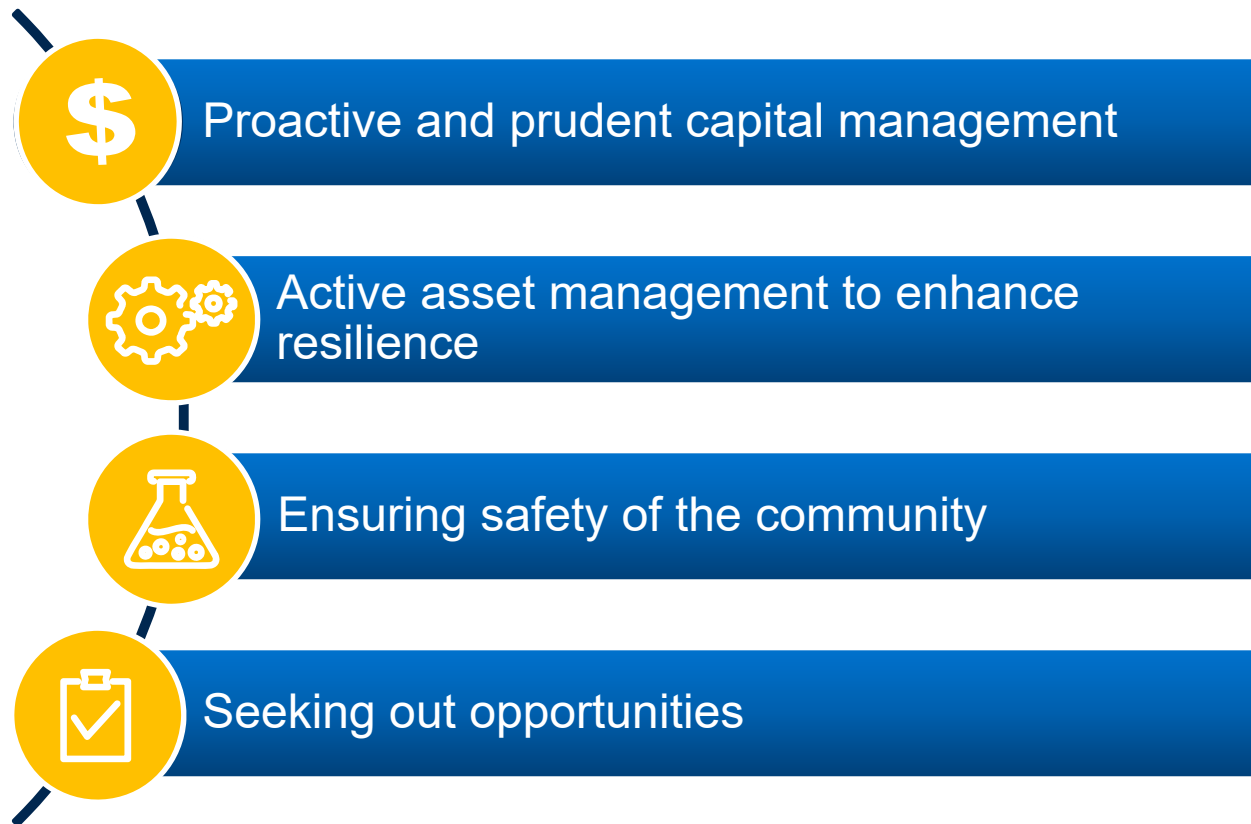 $
Proactive and prudent capital management
Active asset management to enhance
resilience
Ensuring safety of the community
Seeking out opportunities